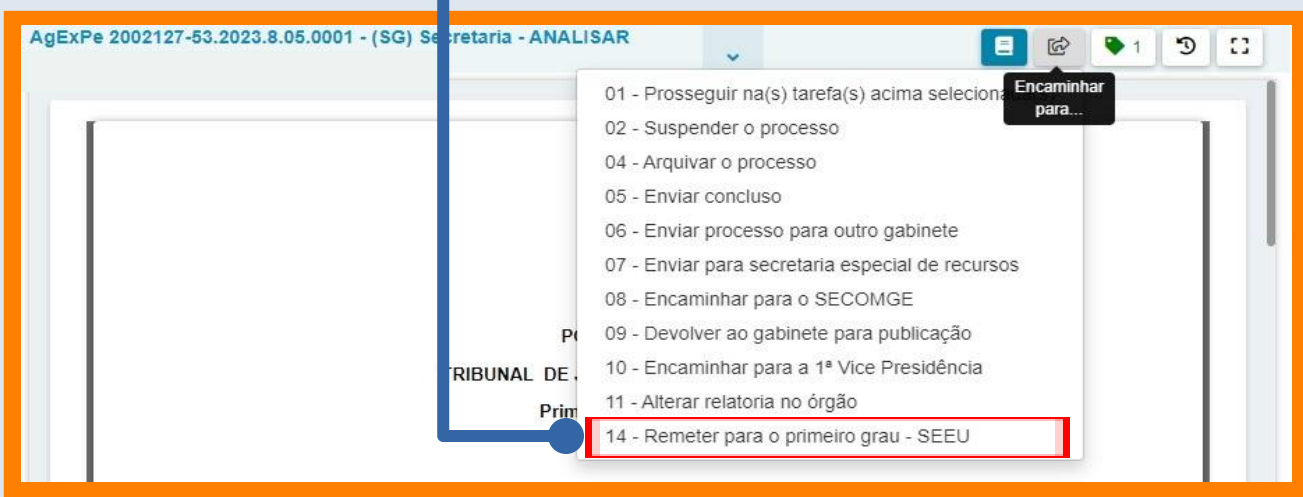 AgExPe 2002127-53.2023.8.05.0001 - (SG) Secretaria - ANALISAR
1
Encaminhar
para...
01 - Prosseguir na(s) tarefa(s) acima seleciona
02 - Suspender o processo
04 - Arquivar o processo
05 - Enviar concluso
06 - Enviar processo para outro gabinete
07 - Enviar para secretaria especial de recursos
08 - Encaminhar para o SECOMGE
09 - Devolver ao gabinete para publicação
10 - Encaminhar para a 1ª Vice Presidência
11 - Alterar relatoria no órgão
14 - Remeter para o primeiro grau - SEEU
RIBUNAL DE
Prim